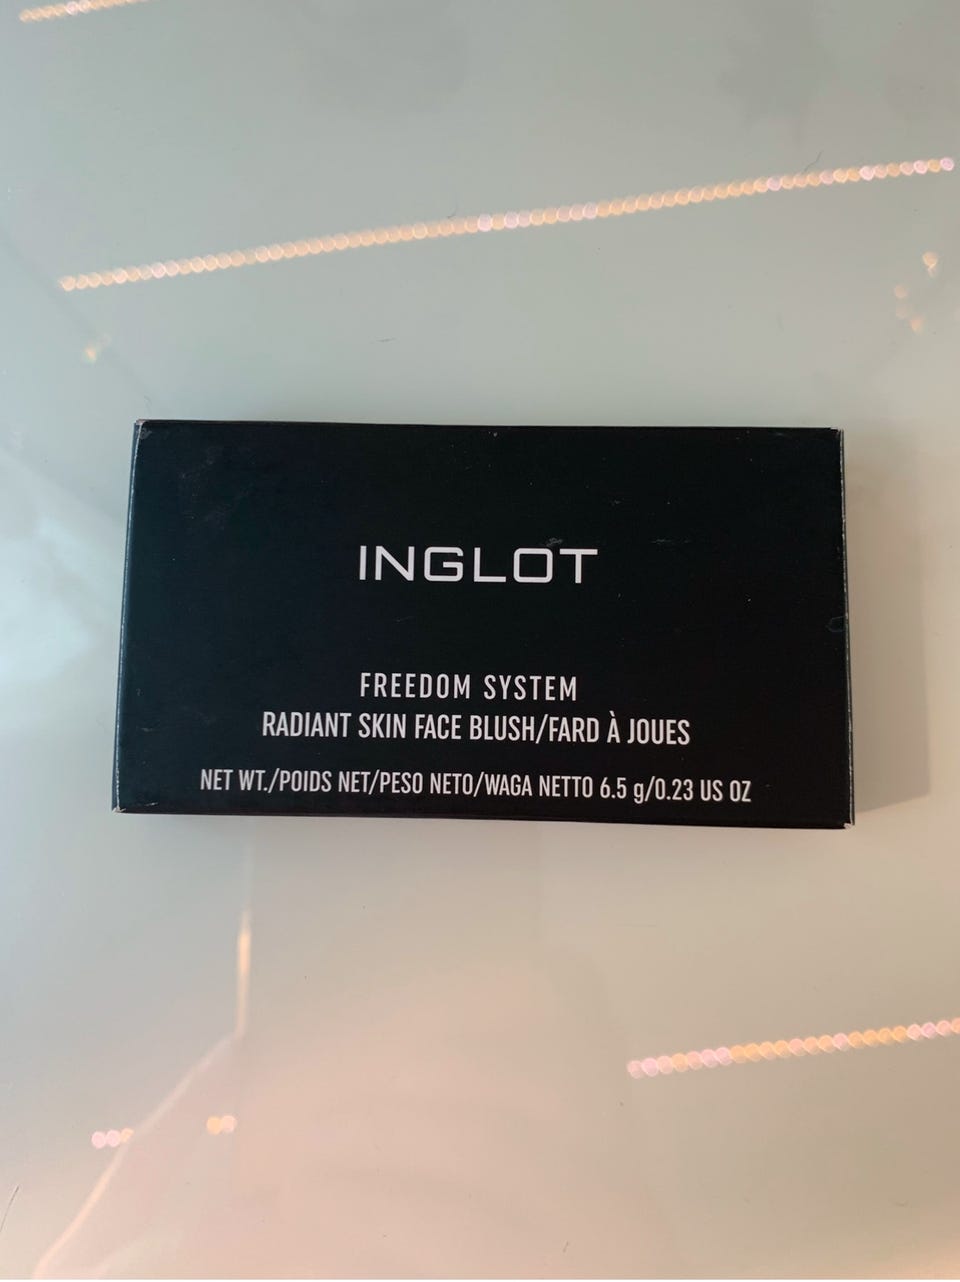 INGLOT
FREEDOM SYSTEM
RADIANT SKIN FACE BLUSH/FARD À JOUES
NET WT./POIDS NET/PESO NETO/WAGA NETTO 6.5 g/0.23 US OZ